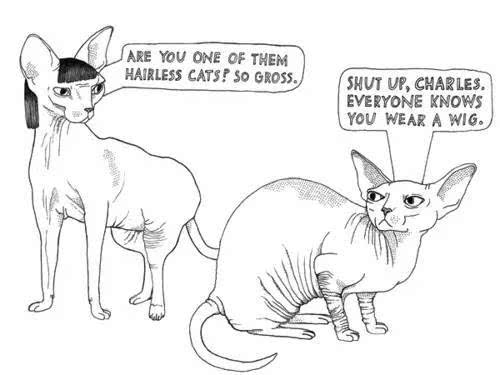 ARE YOU ONE OF THEM
HAIRLESS CATS? SO GROSS.
SHUT UP, CHARLES.
EVERYONE KNOWS
YOU WEAR A WIG.